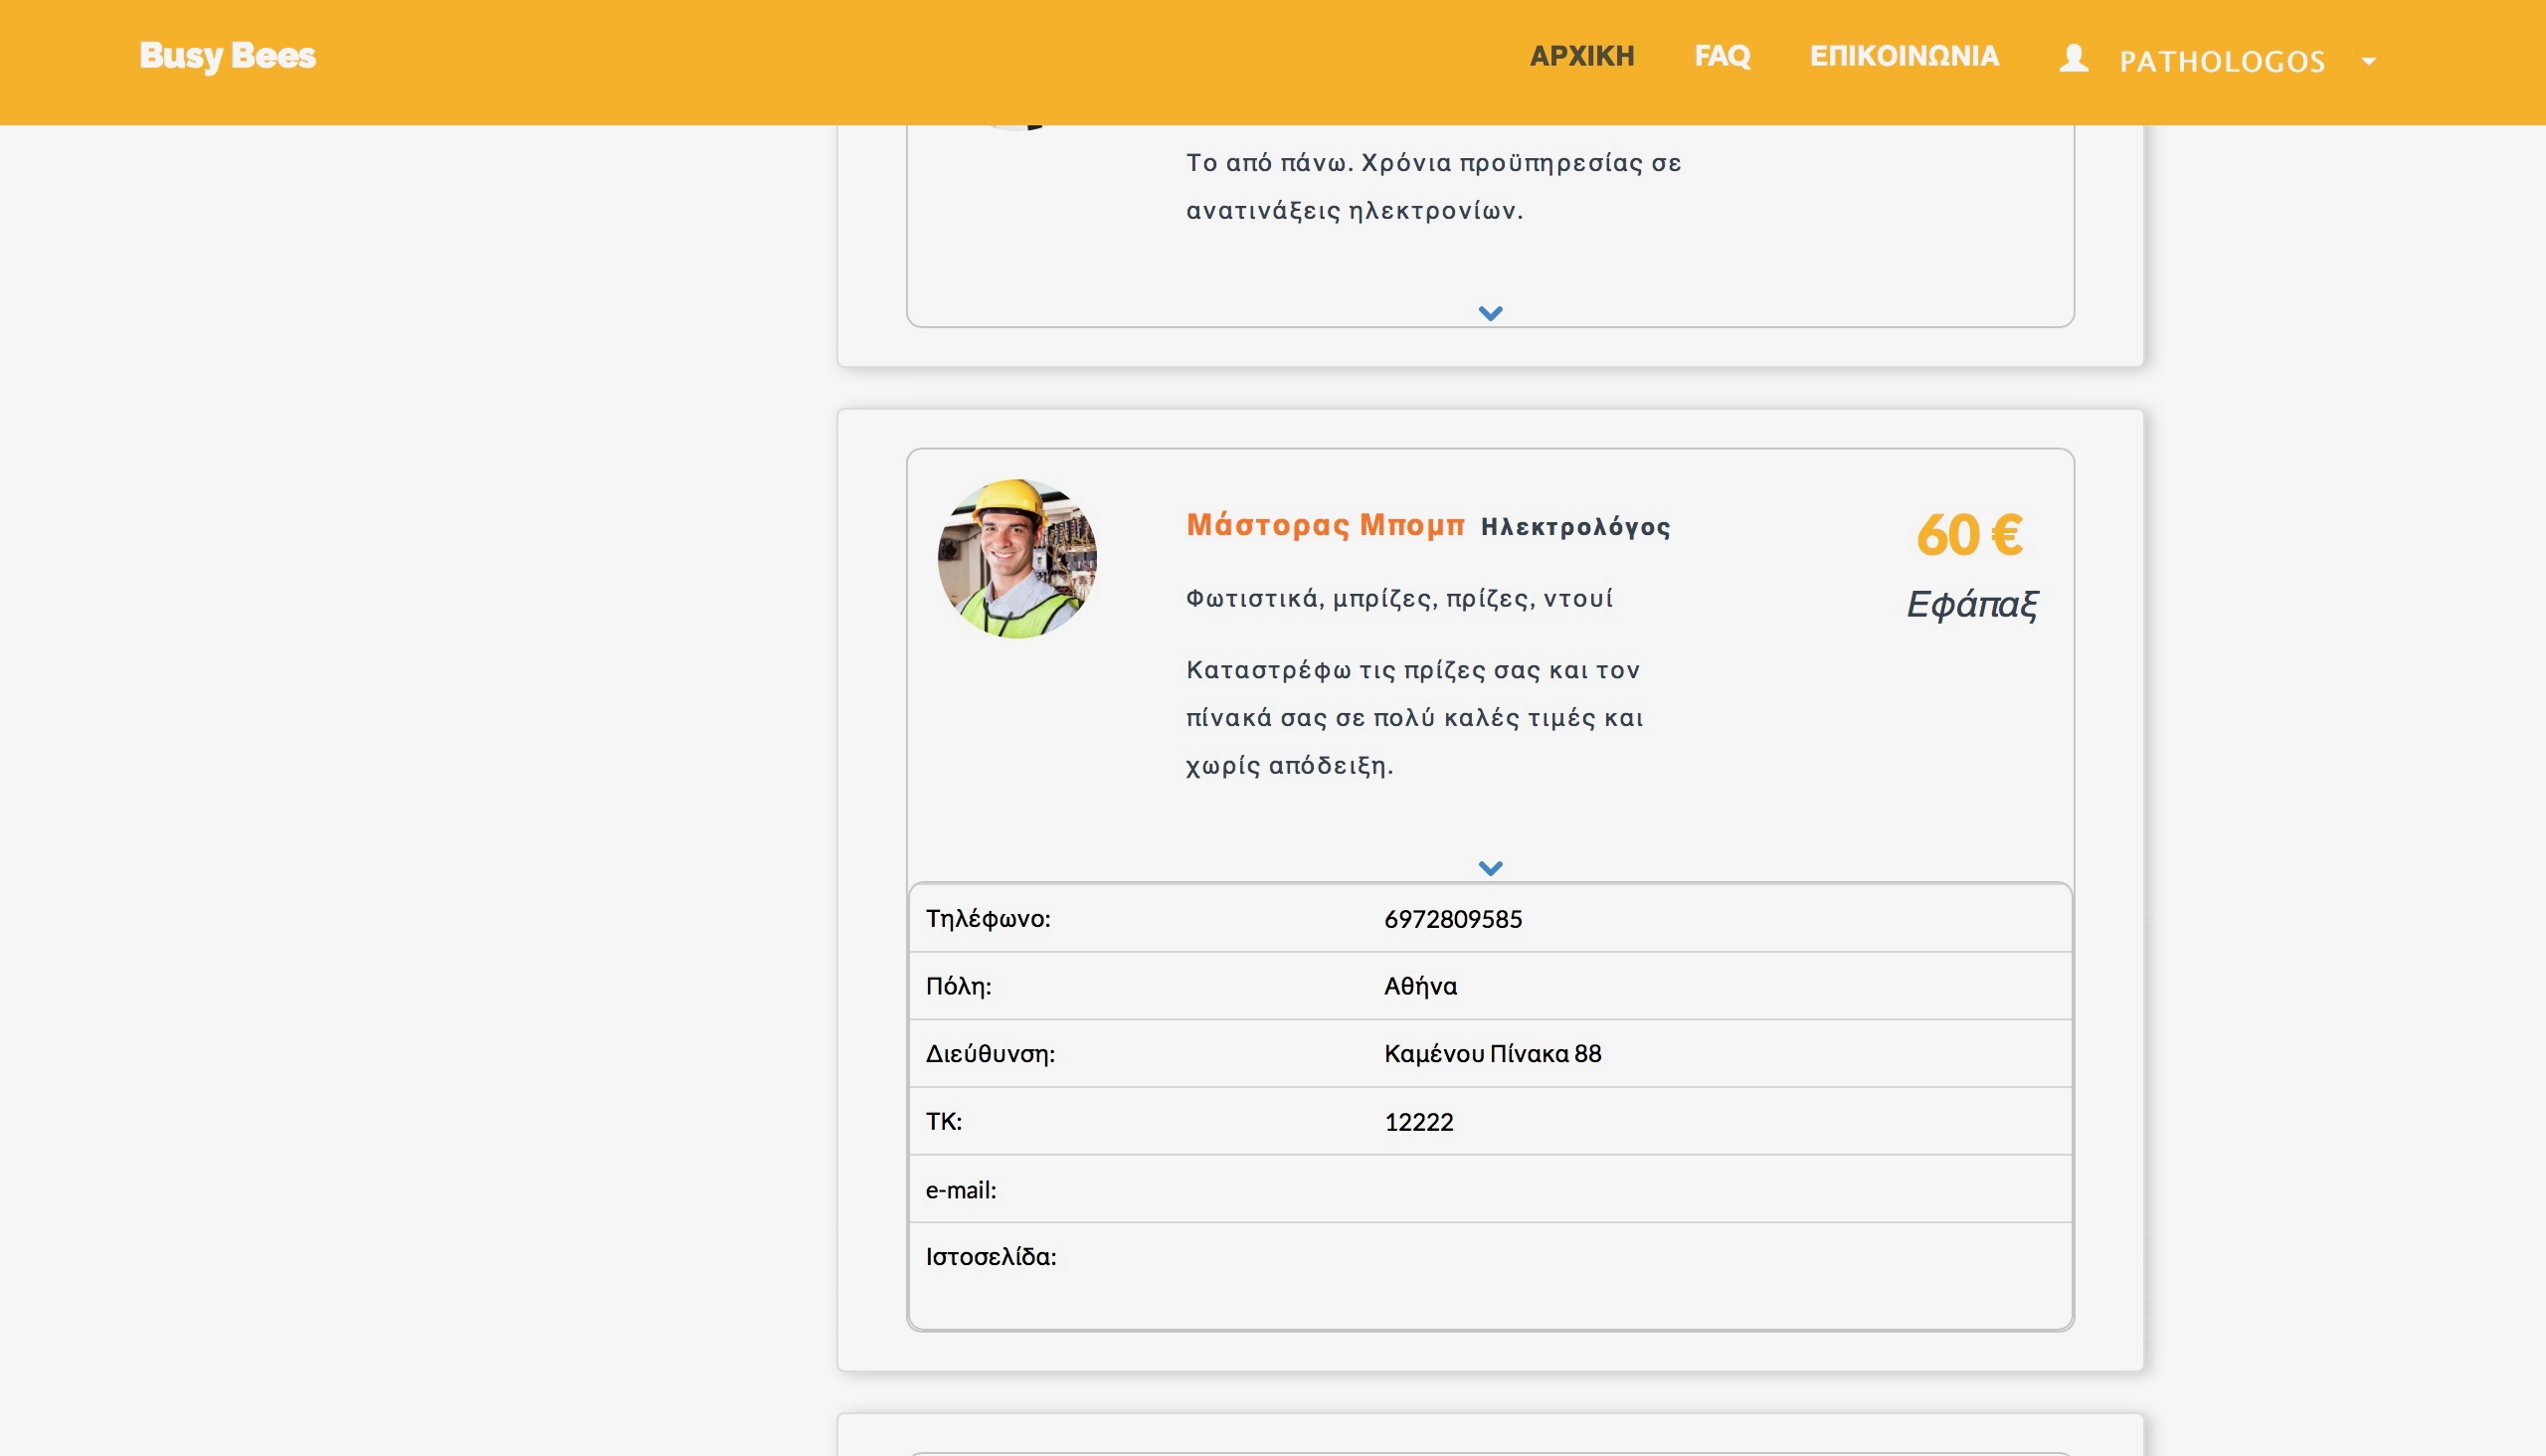 Busy Bees
ΑΡΧΙΚΗ
FAQ
ΕΠΙΚΟΙΝΩΝΙΑ
PATHOLOGOS
Το από πάνω. Χρόνια προϋπηρεσίας σε
ανατινάξεις ηλεκτρονίων.
Μάστορας Μπομπ Ηλεκτρολόγος
60 €
Εφάπαξ
Φωτιστικά, μπρίζες, πρίζες, ντουί
Καταστρέφω τις πρίζες σας και τον
πίνακά σας σε πολύ καλές τιμές και
χωρίς απόδειξη.
Τηλέφωνο: 6972809585
Πόλη: Αθήνα
Διεύθυνση: Καμένου Πίνακα 88
ΤΚ: 12222
e-mail:
Ιστοσελίδα: